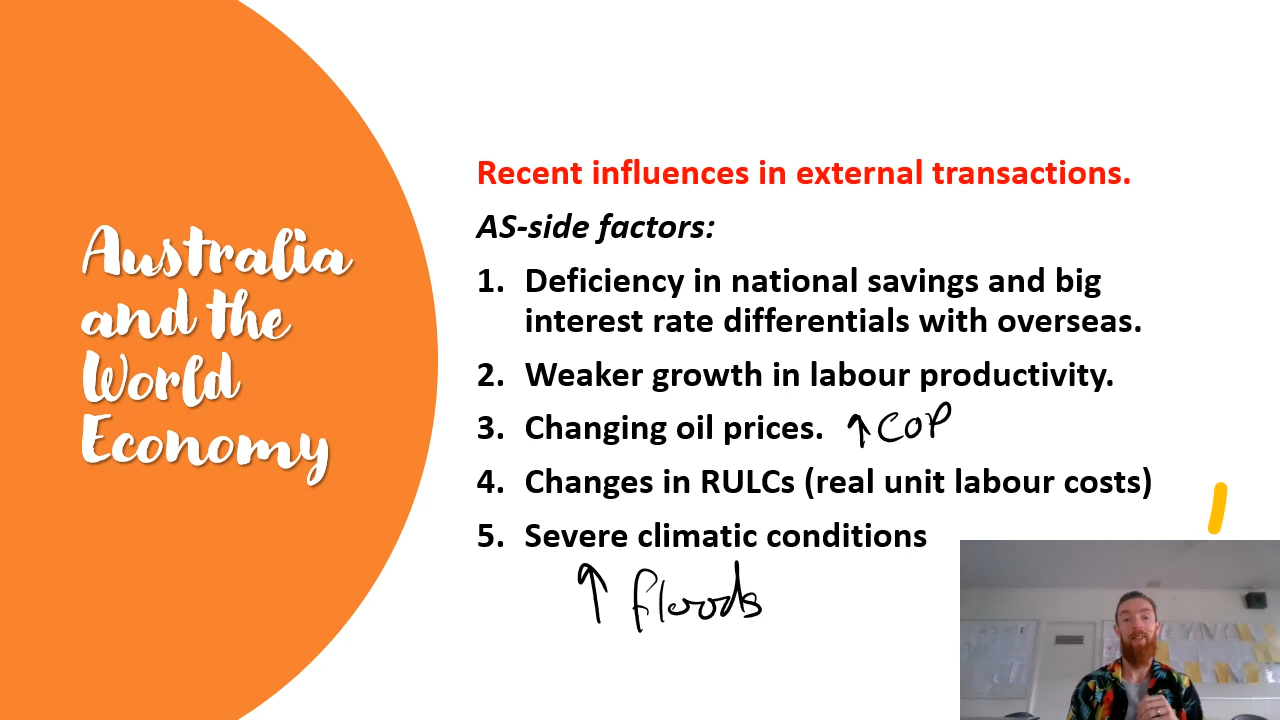 Australia
and the
World
Economy
Recent influences in external transactions.
AS-side factors:
1. Deficiency in national savings and big
interest rate differentials with overseas.
2. Weaker growth in labour productivity.
3. Changing oil prices. ↑ COP
4. Changes in RULCs (real unit labour costs)
5. Severe climatic conditions
↑ floods